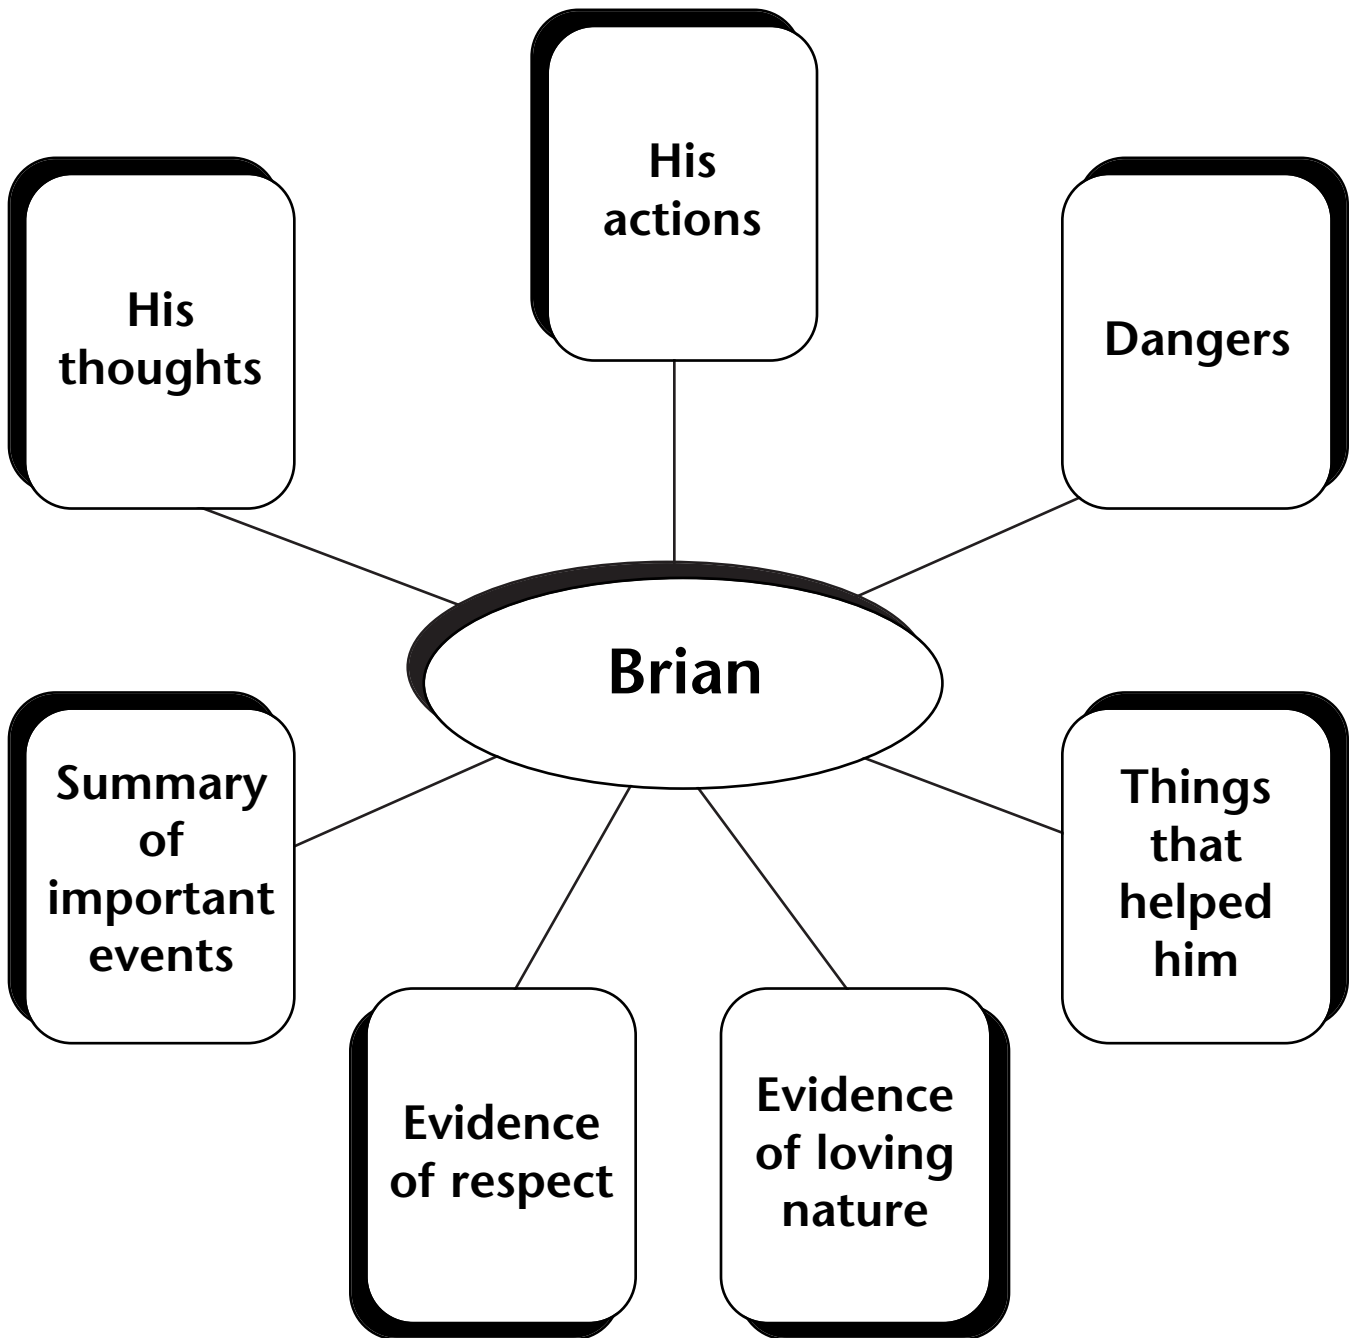 His
actions
His
thoughts
Dangers
Brian
Summary
of
important
events
Things
that
helped
him
Evidence
of respect
Evidence
of loving
nature